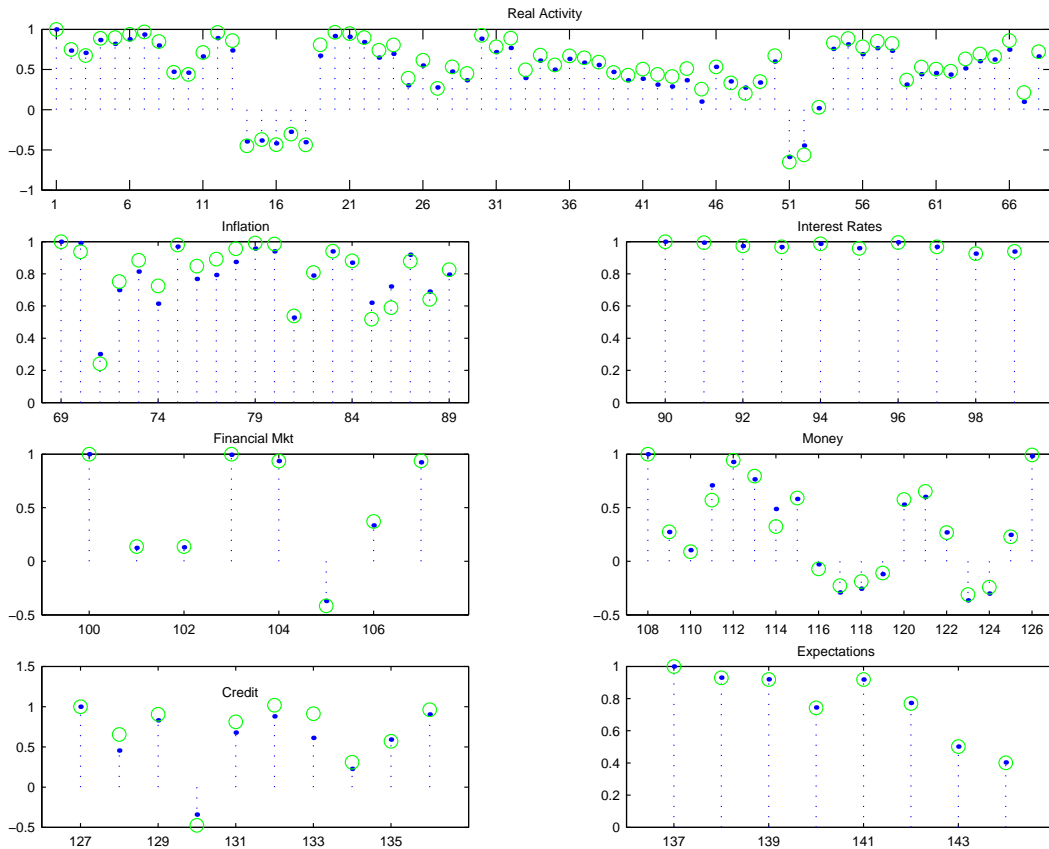 Real Activity
1
0.5
0
−0.5
−1
1 6 11 16 21 26 31 36 41 46 51 56 61 66
Inflation
1
0.8
0.6
0.4
0.2
0
69 74 79 84 89
Interest Rates
1
0.8
0.6
0.4
0.2
0
90 92 94 96 98
Financial Mkt
1
0.5
0
−0.5
100 102 104 106
Money
1
0.5
0
−0.5
108 110 112 114 116 118 120 122 124 126
Credit
1.5
1
0.5
0
−0.5
127 129 131 133 135
Expectations
1
0.8
0.6
0.4
0.2
0
137 139 141 143